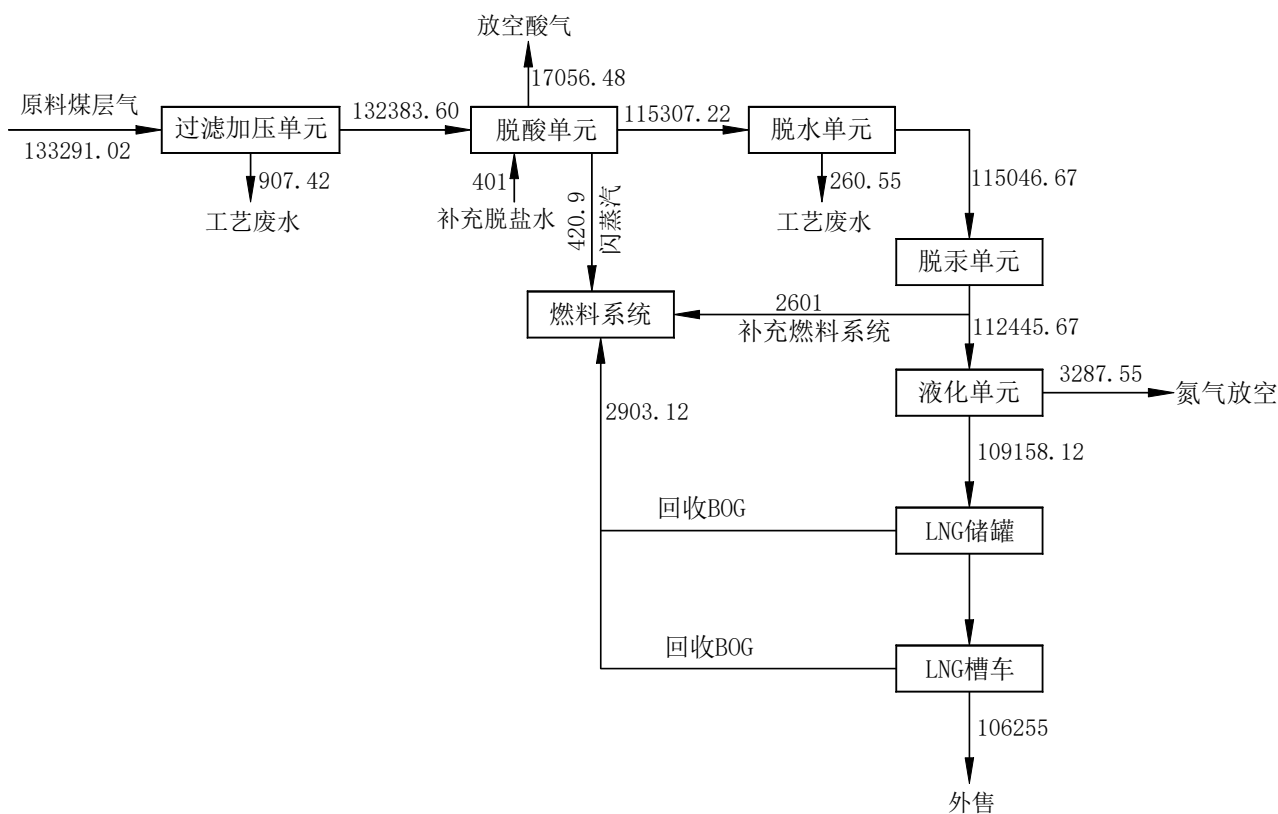 放空酸气
17056.48
原料煤层气
133291.02
过滤加压单元
132383.60
脱酸单元
115307.22
脱水单元
907.42
工艺废水
401
补充脱盐水
420.9
闪蒸汽
260.55
工艺废水
115046.67
脱汞单元
燃料系统
2601
补充燃料系统
112445.67
液化单元
3287.55
氮气放空
2903.12
109158.12
回收BOG
LNG储罐
回收BOG
LNG槽车
106255
外售